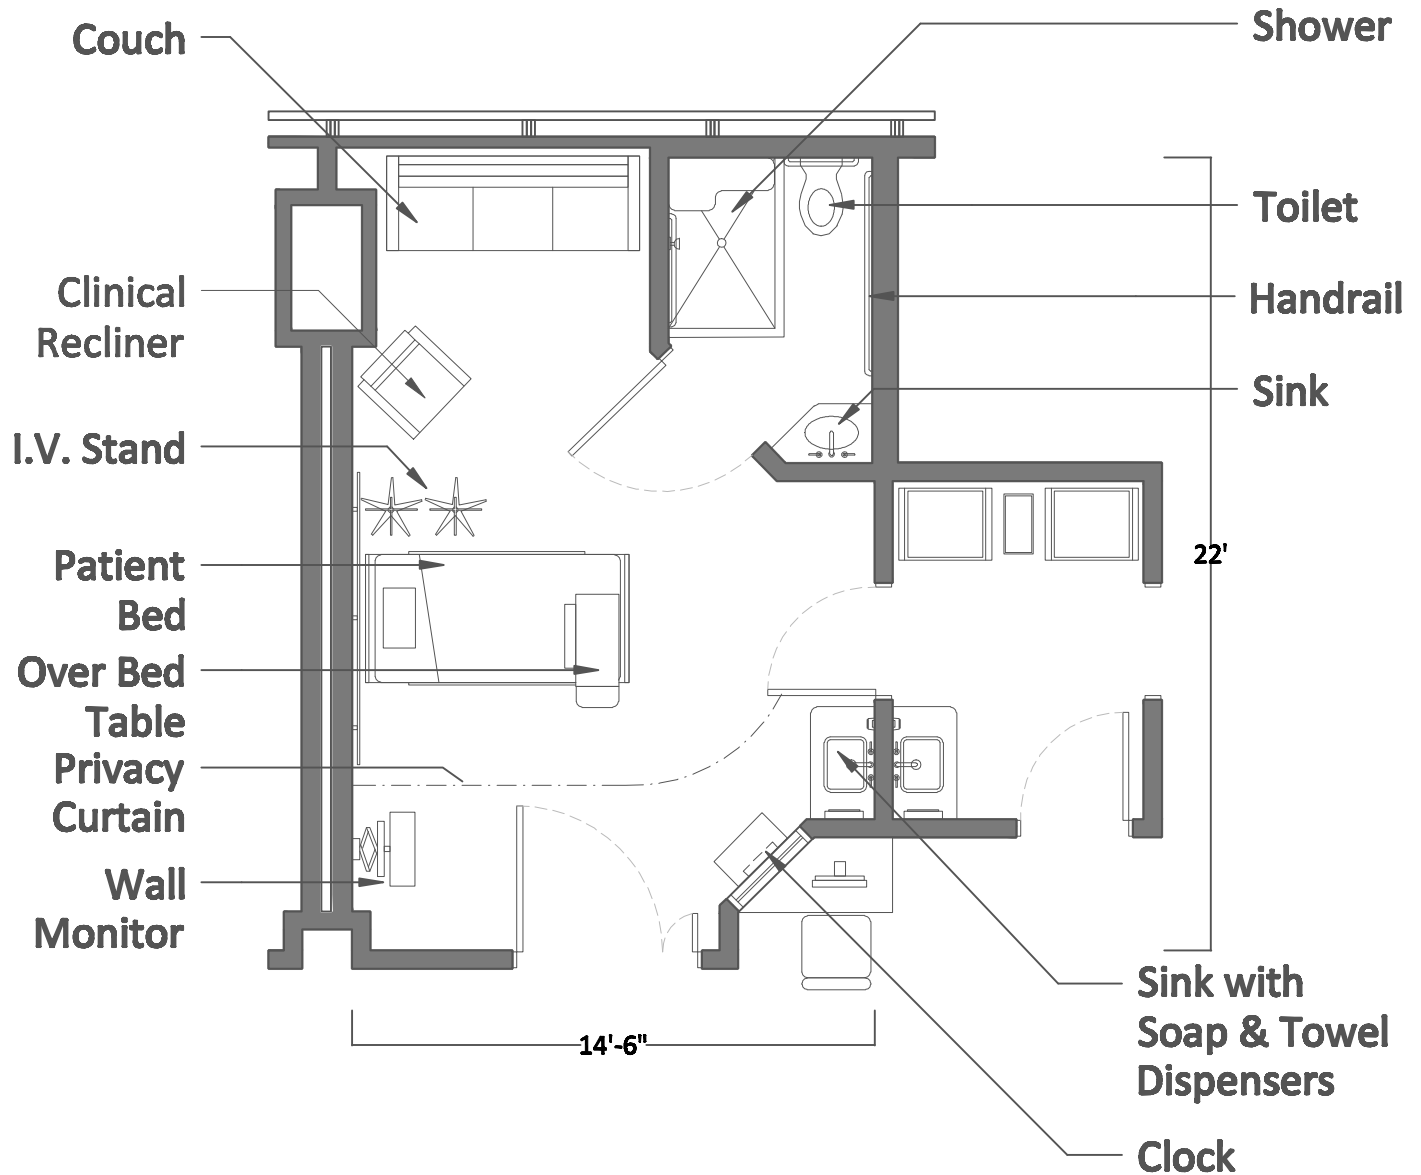 Couch
Shower
Toilet
Clinical
Recliner
Handrail
Sink
I.V. Stand
Patient
Bed
22'
Over Bed
Table
Privacy
Curtain
Wall
Monitor
Sink with
Soap & Towel
Dispensers
14'-6"
Clock